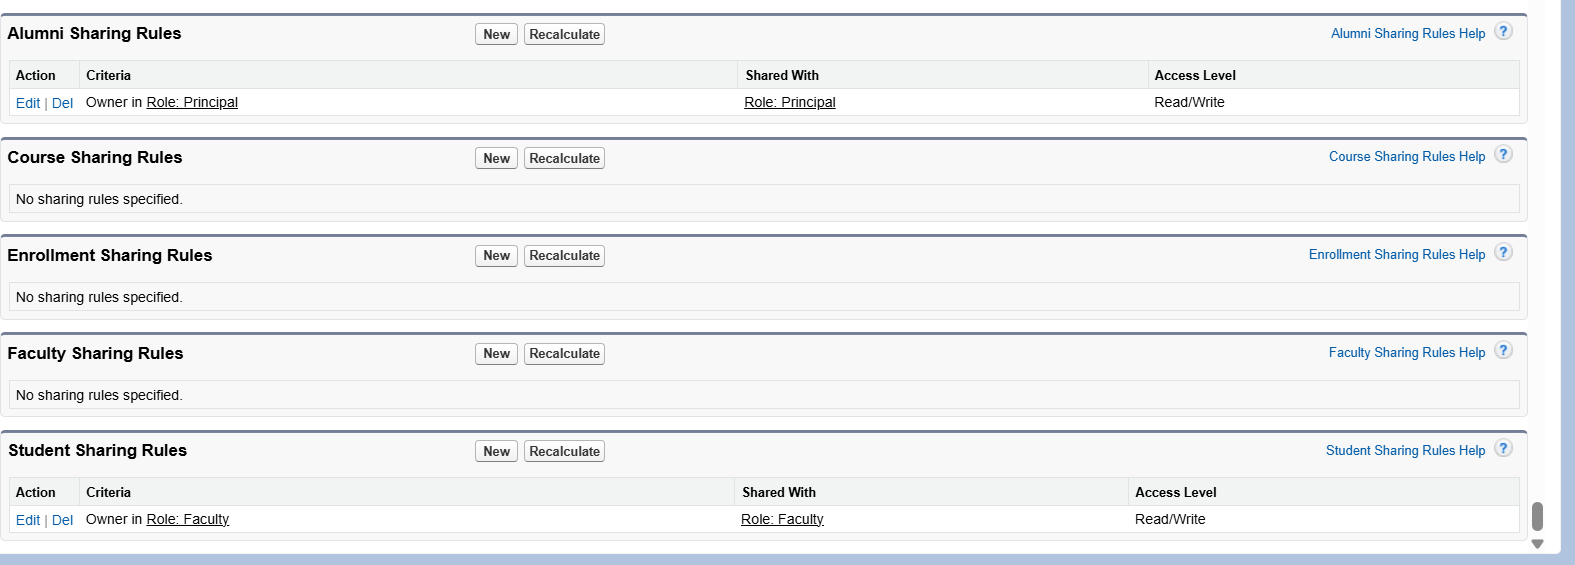 Alumni Sharing Rules New Recalculate Alumni Sharing Rules Help ?
Action Criteria Shared With Access Level
Edit | Del Owner in Role: Principal Role: Principal Read/Write
Course Sharing Rules New Recalculate Course Sharing Rules Help ?
No sharing rules specified.
Enrollment Sharing Rules New Recalculate Enrollment Sharing Rules Help ?
No sharing rules specified.
Faculty Sharing Rules New Recalculate Faculty Sharing Rules Help ?
No sharing rules specified.
Student Sharing Rules New Recalculate Student Sharing Rules Help ?
Action Criteria Shared With Access Level
Edit | Del Owner in Role: Faculty Role: Faculty Read/Write